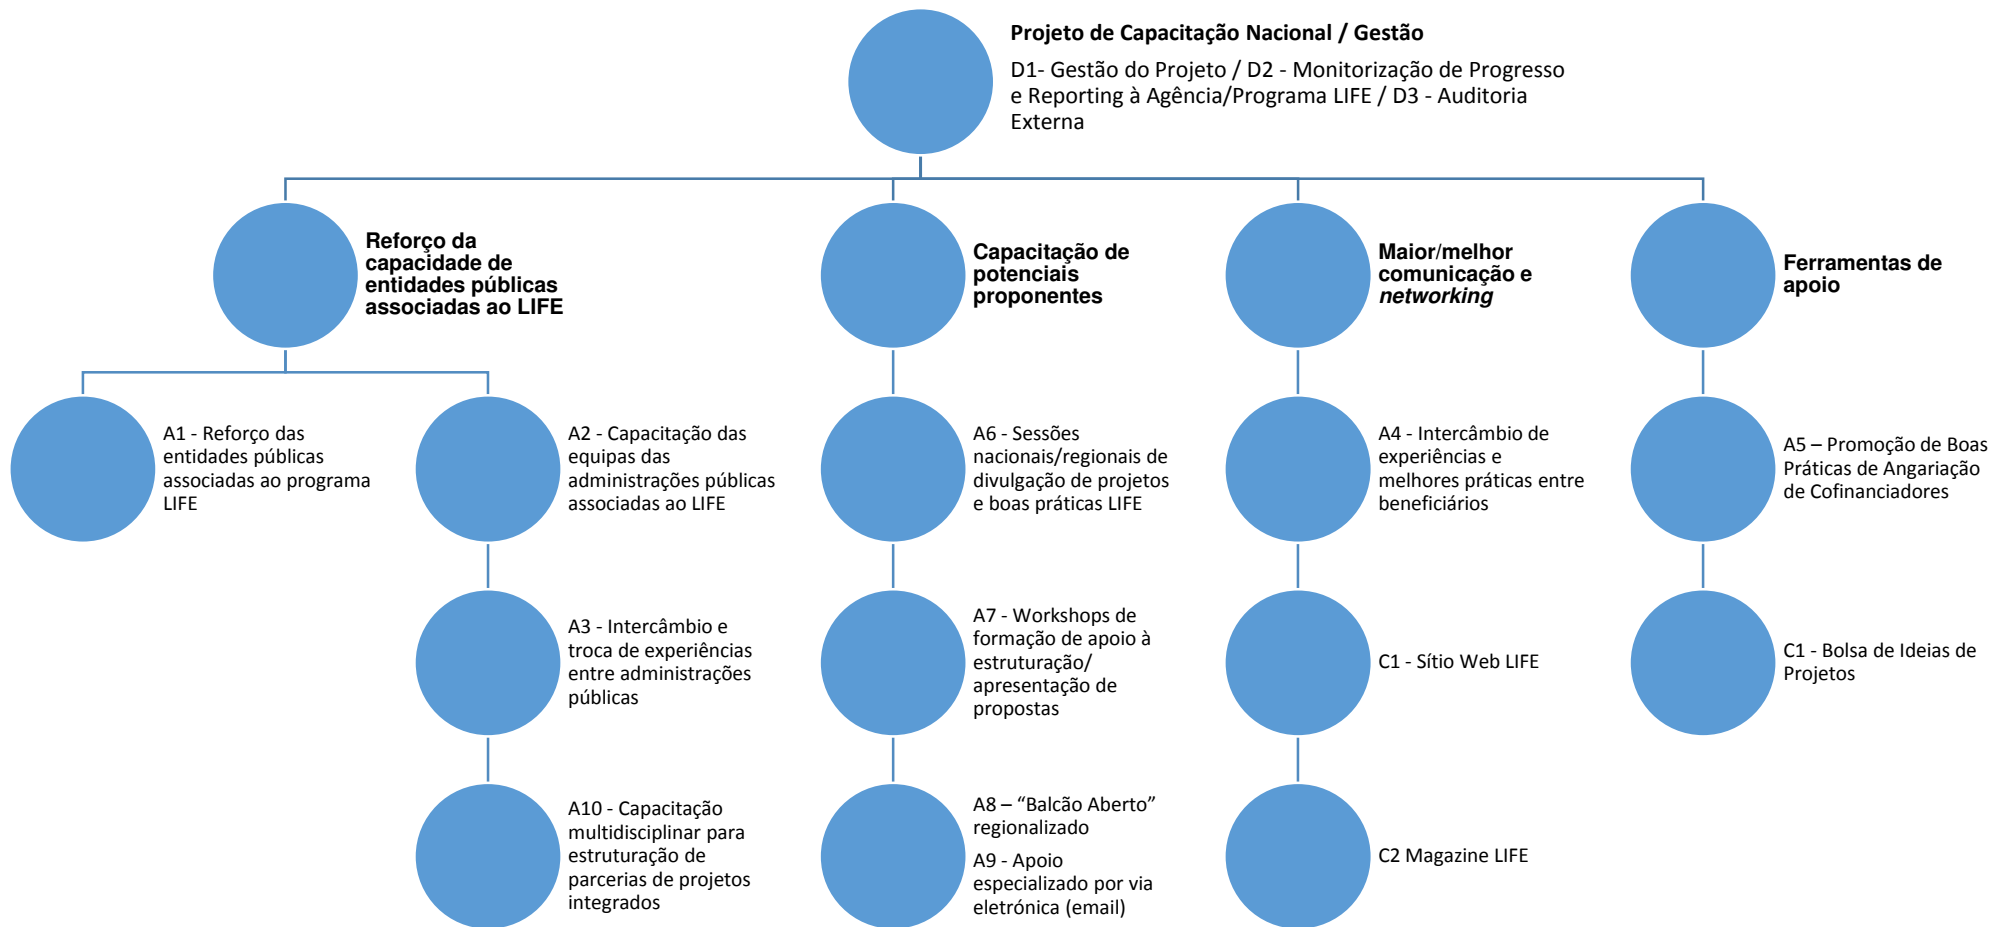 Projeto de Capacitação Nacional / Gestão
D1- Gestão do Projeto / D2 - Monitorização de Progresso
e Reporting à Agência/Programa LIFE / D3 - Auditoria
Externa
Reforço da
capacidade de
entidades públicas
associadas ao LIFE
Capacitação de
potenciais
proponentes
Maior/melhor
comunicação e
networking
Ferramentas de
apoio
A1 - Reforço das
entidades públicas
associadas ao programa
LIFE
A2 - Capacitação das
equipas das
administrações públicas
associadas ao LIFE
A6 - Sessões
nacionais/regionais de
divulgação de projetos
e boas práticas LIFE
A4 - Intercâmbio de
experiências e
melhores práticas entre
beneficiários
A5 – Promoção de Boas
Práticas de Angariação
de Cofinanciadores
A3 - Intercâmbio e
troca de experiências
entre administrações
públicas
A7 - Workshops de
formação de apoio à
estruturação/
apresentação de
propostas
C1 - Sítio Web LIFE
C1 - Bolsa de Ideias de
Projetos
A10 - Capacitação
multidisciplinar para
estruturação de
parcerias de projetos
integrados
A8 – “Balcão Aberto”
regionalizado
A9 - Apoio
especializado por via
eletrónica (email)
C2 Magazine LIFE